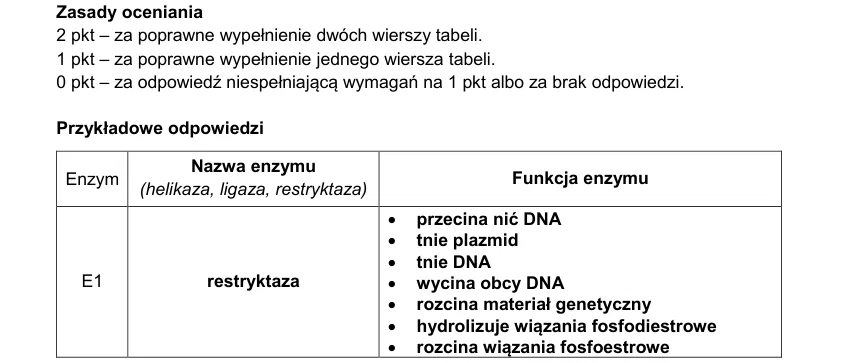 Zasady oceniania
2 pkt – za poprawne wypełnienie dwóch wierszy tabeli.
1 pkt – za poprawne wypełnienie jednego wiersza tabeli.
0 pkt – za odpowiedź niespełniającą wymagań na 1 pkt albo za brak odpowiedzi.
Przykładowe odpowiedzi
Enzym
Nazwa enzymu
(helikaza, ligaza, restryktaza)
Funkcja enzymu
E1
restryktaza
• przecina nić DNA
• tnie plazmid
• tnie DNA
• wycina obcy DNA
• rozcina materiał genetyczny
• hydrolizuje wiązania fosfodiestrowe
• rozcina wiązania fosfoestrowe